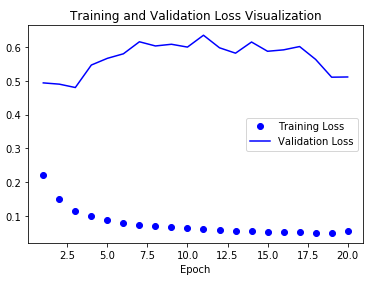 Training and Validation Loss Visualization
0.6
0.5
0.4
0.3
0.2
0.1
Training Loss
Validation Loss
2.5 5.0 7.5 10.0 12.5 15.0 17.5 20.0
Epoch